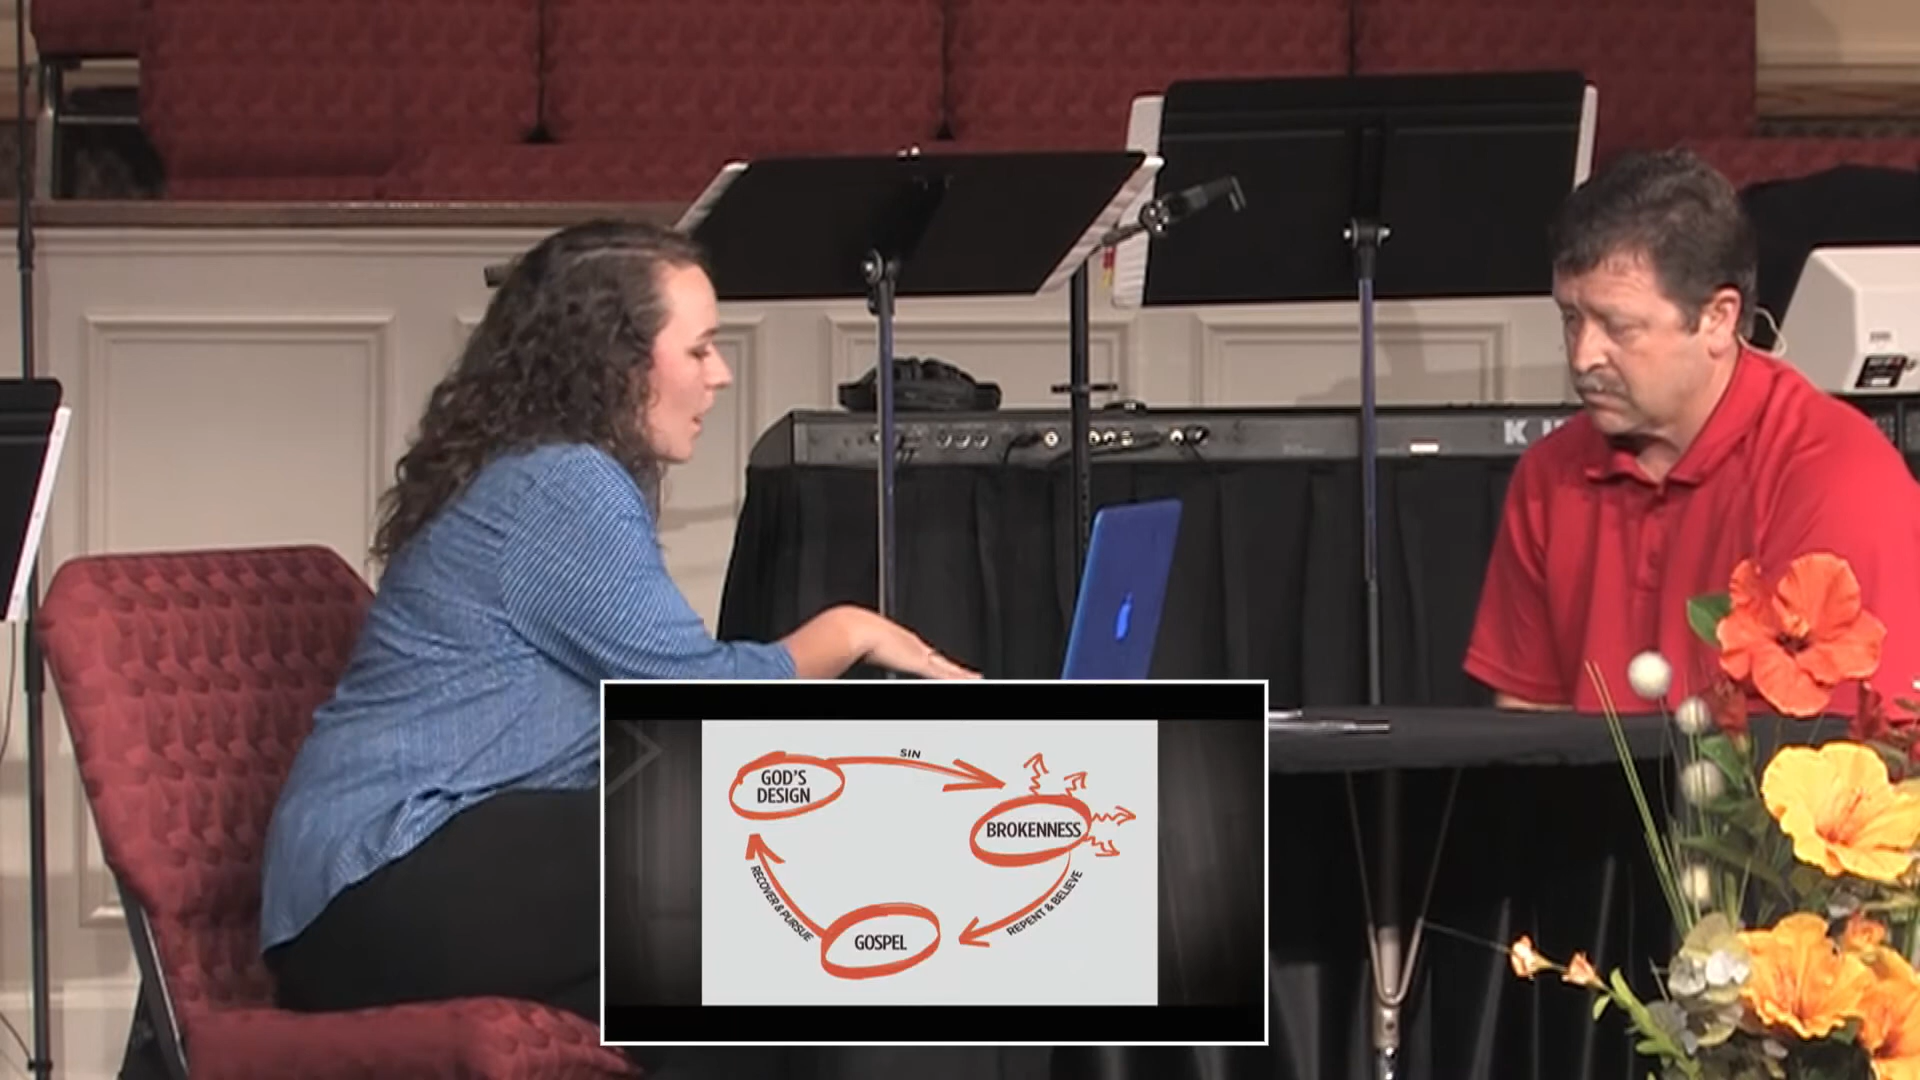 GOD'S
DESIGN
SIN
BROKENNESS
REPENT & BELIEVE
GOSPEL
RECOVER & PURSUE